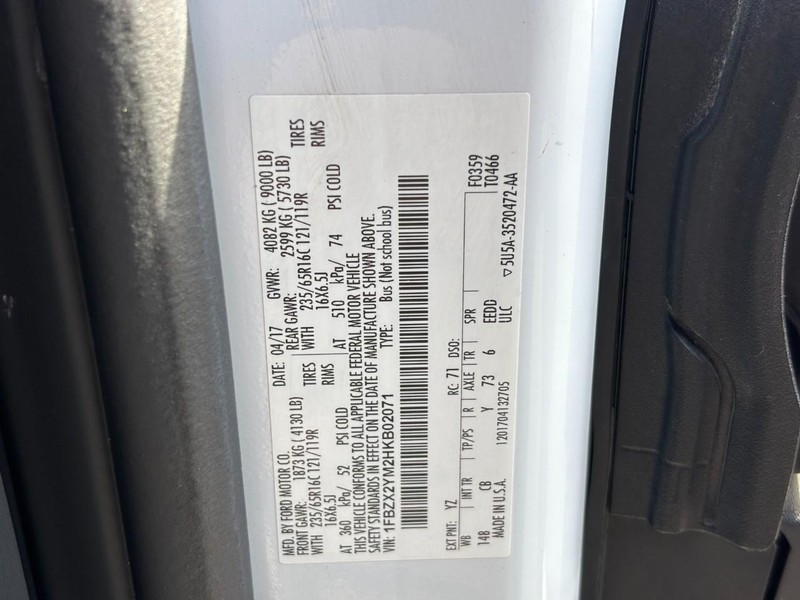 MFD. BY FORD MOTOR CO. DATE: 04/17 GVWR: 4082 KG ( 9000 LB)
FRONT GAWR: 1873 KG ( 4130 LB) REAR GAWR: 2599 KG ( 5730 LB)
WITH 235/65R16C 121/119R TIRES WITH 235/65R16C 121/119R TIRES
16X6.5J RIMS 16X6.5J RIMS
AT 360 kPa/ 52 PSI COLD AT 510 kPa/ 74 PSI COLD
THIS VEHICLE CONFORMS TO ALL APPLICABLE FEDERAL MOTOR VEHICLE
SAFETY STANDARDS IN EFFECT ON THE DATE OF MANUFACTURE SHOWN ABOVE.
VIN: 1FBZX2YM2HKB02071 TYPE: Bus (Not school bus)
EXT PNT: YZ RC: 71 DSO: F0359
T0466
WB INT TR TP/PS R AXLE TR SPR
148 CB Y 73 6 EEDD
MADE IN U.S.A. 1201704132705 ULC ▽5U5A-3520472-AA